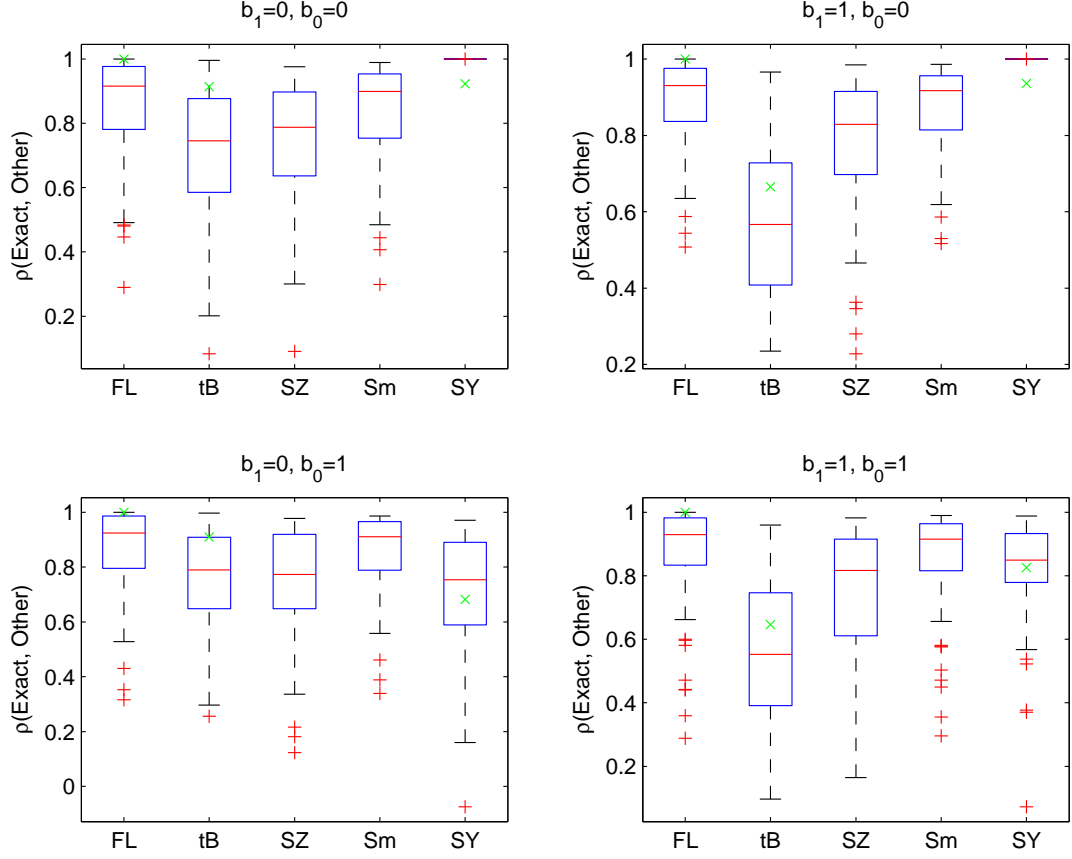 b_1=0, b_0=0
1
0.8
0.6
0.4
0.2
ρ(Exact, Other)
FL tB SZ Sm SY
b_1=1, b_0=0
1
0.8
0.6
0.4
0.2
ρ(Exact, Other)
FL tB SZ Sm SY
b_1=0, b_0=1
1
0.8
0.6
0.4
0.2
0
ρ(Exact, Other)
FL tB SZ Sm SY
b_1=1, b_0=1
1
0.8
0.6
0.4
0.2
ρ(Exact, Other)
FL tB SZ Sm SY